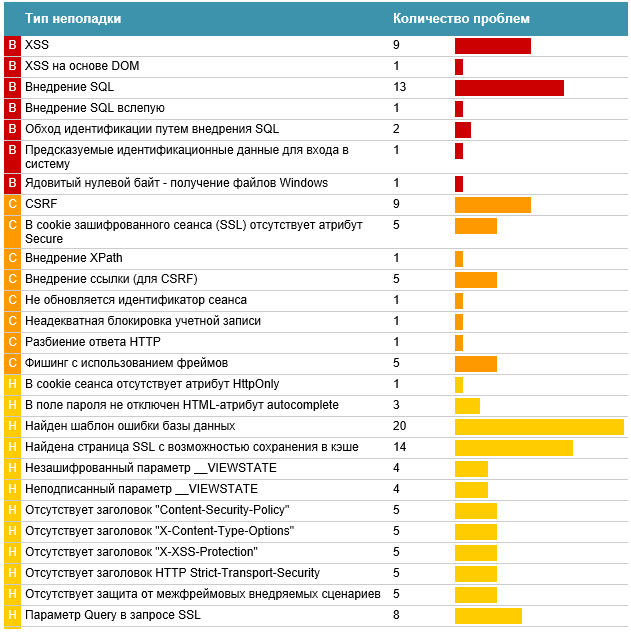 Тип неполадки Количество проблем
В XSS 9
В XSS на основе DOM 1
В Внедрение SQL 13
В Внедрение SQL вслепую 1
В Обход идентификации путем внедрения SQL 2
В Предсказуемые идентификационные данные для входа в 1
систему
В Ядовитый нулевой байт - получение файлов Windows 1
С CSRF 9
С В cookie зашифрованного сеанса (SSL) отсутствует атрибут 5
Secure
С Внедрение XPath 1
С Внедрение ссылки (для CSRF) 5
С Не обновляется идентификатор сеанса 1
С Неадекватная блокировка учетной записи 1
С Разбиение ответа HTTP 1
С Фишинг с использованием фреймов 5
Н В cookie сеанса отсутствует атрибут HttpOnly 1
Н В поле пароля не отключен HTML-атрибут autocomplete 3
Н Найден шаблон ошибки базы данных 20
Н Найдена страница SSL с возможностью сохранения в кэше 14
Н Незашифрованный параметр __VIEWSTATE 4
Н Неподписанный параметр __VIEWSTATE 4
Н Отсутствует заголовок "Content-Security-Policy" 5
Н Отсутствует заголовок "X-Content-Type-Options" 5
Н Отсутствует заголовок "X-XSS-Protection" 5
Н Отсутствует заголовок HTTP Strict-Transport-Security 5
Н Отсутствует защита от межфреймовых внедряемых сценариев 5
Н Параметр Query в запросе SSL 8